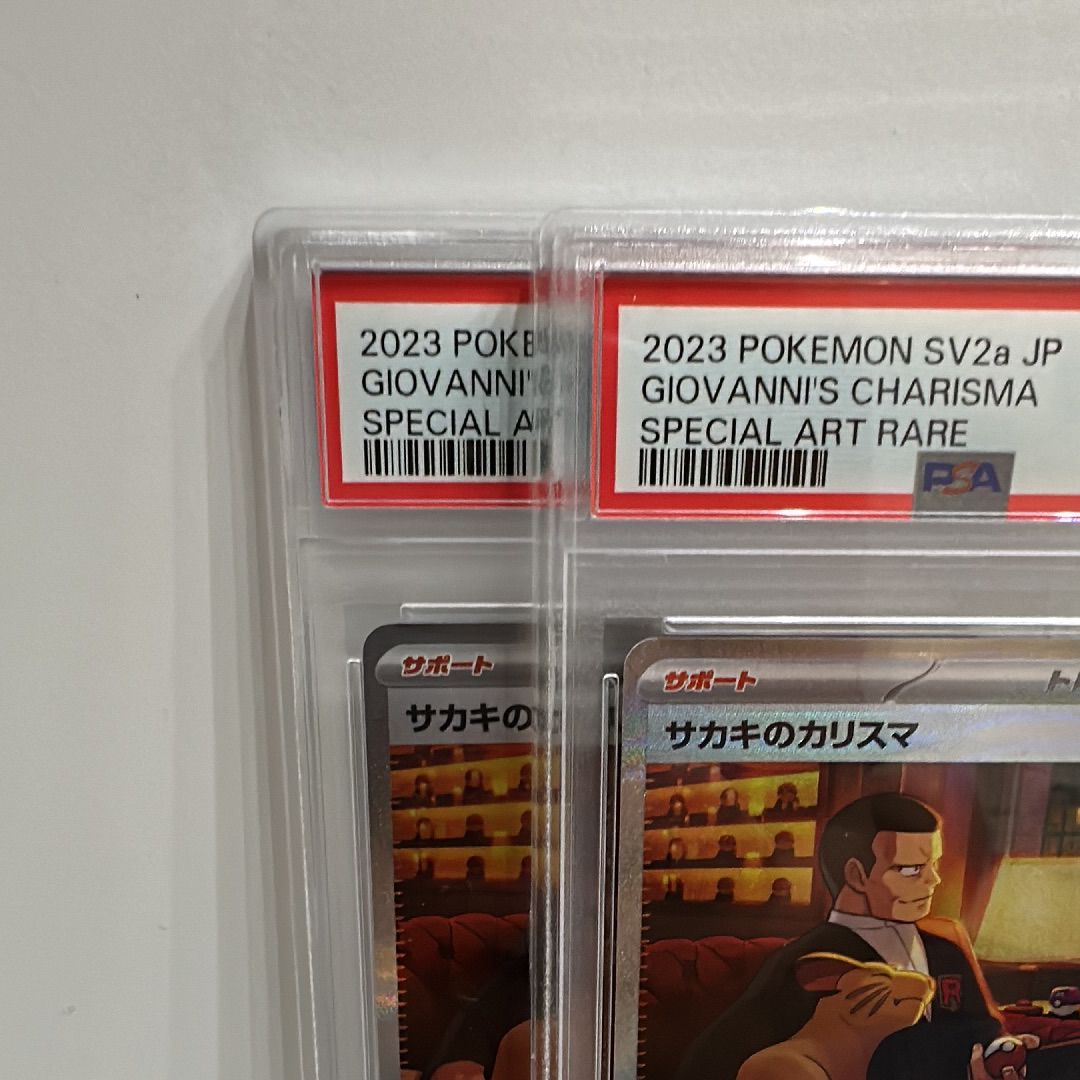 2023 POKE
GIOVANNI'
SPECIAL A
2023 POKEMON SV2a JP
GIOVANNI'S CHARISMA
SPECIAL ART RARE
PSA
サポート
サカキの
サポート
サカキのカリスマ
R